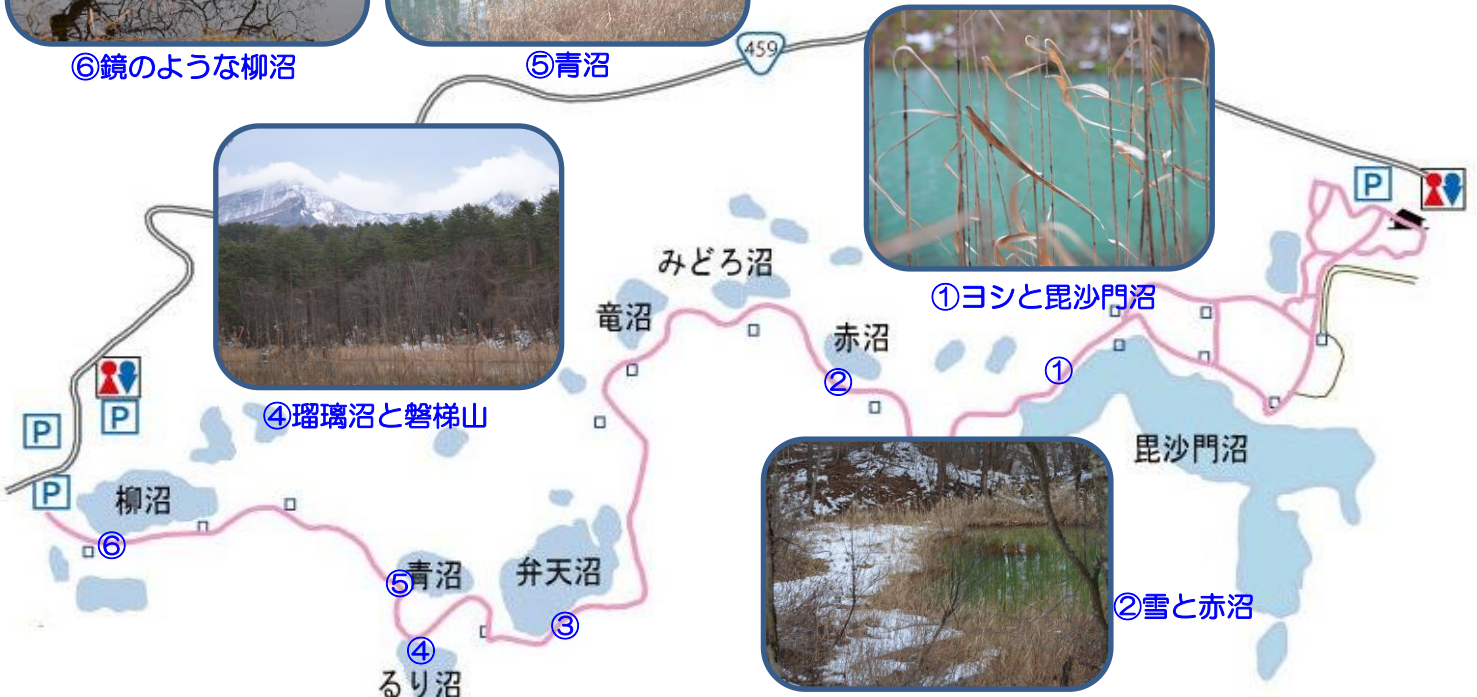 ⑥鏡のような柳沼
⑤青沼
459
P
①ヨシと毘沙門沼
みどろ沼
竜沼
赤沼
②
①
④瑠璃沼と磐梯山
P
P
毘沙門沼
P
柳沼
⑥
⑤青沼
弁天沼
②雪と赤沼
③
④
るり沼